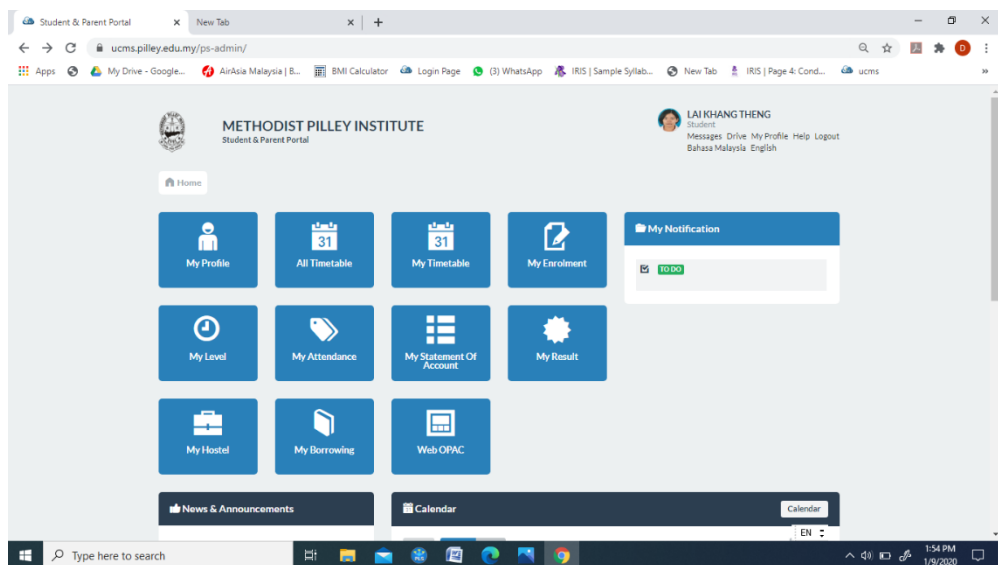 Student & Parent Portal
New Tab
ucms.pilley.edu.my/ps-admin/
D
Apps
My Drive - Google...
AirAsia Malaysia | B...
BMI Calculator
Login Page
(3) WhatsApp
IRIS | Sample Syllab...
New Tab
IRIS | Page 4: Cond...
ucms
»
METHODIST PILLEY INSTITUTE
Student & Parent Portal
LAI KHANG THENG
Student
Messages Drive My Profile Help Logout
Bahasa Malaysia English
Home
My Profile
31
All Timetable
31
My Timetable
My Enrolment
My Notification
TO DO
My Level
My Attendance
My Statement Of
Account
My Result
My Hostel
My Borrowing
Web OPAC
News & Announcements
Calendar
Calendar
EN
Type here to search
1:54 PM
1/9/2020